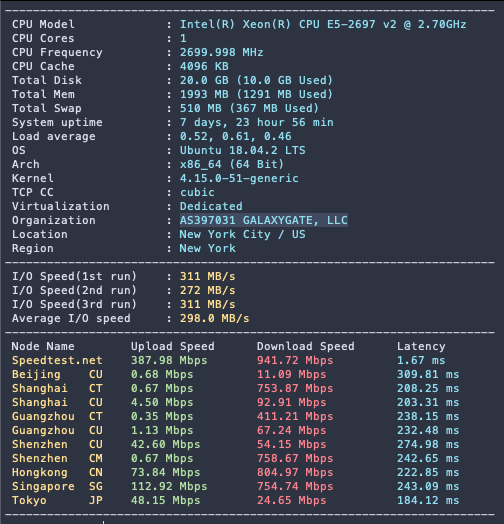 CPU Model : Intel(R) Xeon(R) CPU E5-2697 v2 @ 2.70GHz
CPU Cores : 1
CPU Frequency : 2699.998 MHz
CPU Cache : 4096 KB
Total Disk : 20.0 GB (10.0 GB Used)
Total Mem : 1993 MB (1291 MB Used)
Total Swap : 510 MB (367 MB Used)
System uptime : 7 days, 23 hour 56 min
Load average : 0.52, 0.61, 0.46
OS : Ubuntu 18.04.2 LTS
Arch : x86_64 (64 Bit)
Kernel : 4.15.0-51-generic
TCP CC : cubic
Virtualization : Dedicated
Organization : AS397031 GALAXYGATE, LLC
Location : New York City / US
Region : New York
I/O Speed(1st run) : 311 MB/s
I/O Speed(2nd run) : 272 MB/s
I/O Speed(3rd run) : 311 MB/s
Average I/O speed : 298.0 MB/s
Node Name Upload Speed Download Speed Latency
Speedtest.net 387.98 Mbps 941.72 Mbps 1.67 ms
Beijing CU 0.68 Mbps 11.09 Mbps 309.81 ms
Shanghai CT 0.67 Mbps 753.87 Mbps 208.25 ms
Shanghai CU 4.50 Mbps 92.91 Mbps 203.31 ms
Guangzhou CT 0.35 Mbps 411.21 Mbps 238.15 ms
Guangzhou CU 1.13 Mbps 67.24 Mbps 232.48 ms
Shenzhen CU 42.60 Mbps 54.15 Mbps 274.98 ms
Shenzhen CM 0.67 Mbps 758.67 Mbps 242.65 ms
Hongkong CN 73.84 Mbps 804.97 Mbps 222.85 ms
Singapore SG 112.92 Mbps 754.74 Mbps 243.09 ms
Tokyo JP 48.15 Mbps 24.65 Mbps 184.12 ms